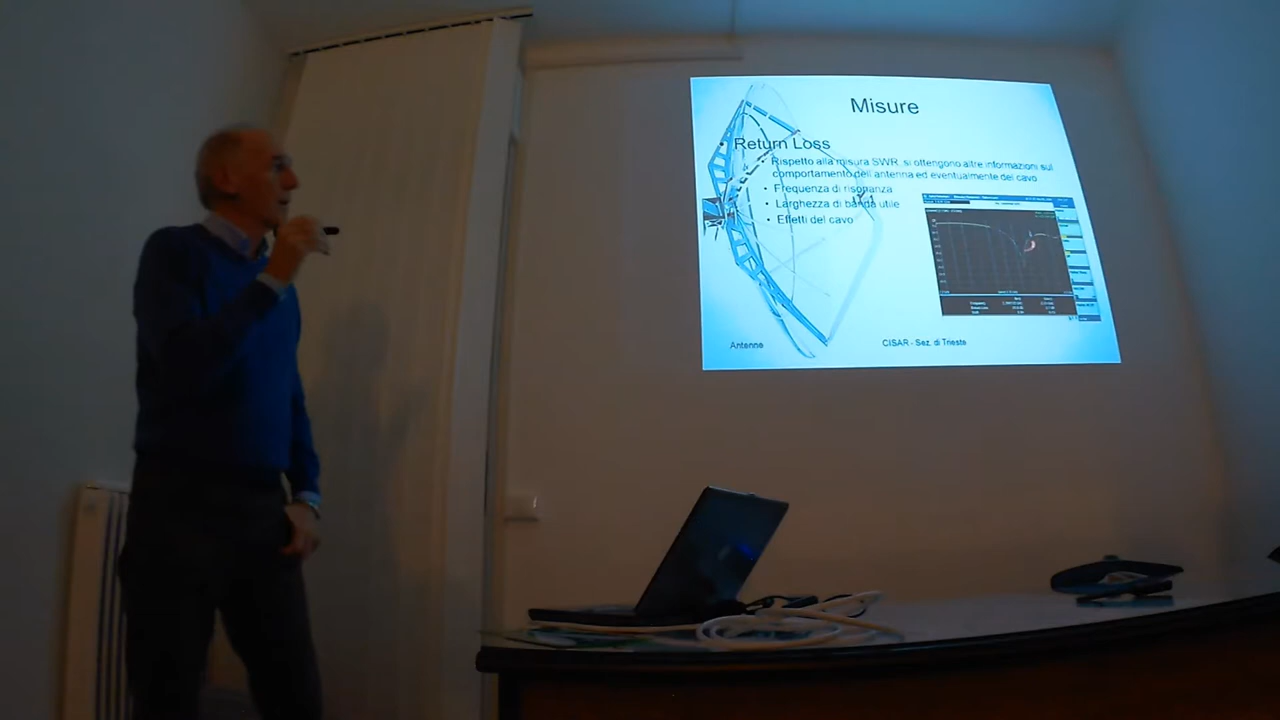 Misure
• Return Loss
• Rispetto alla misura SWR, si ottengono altre informazioni sul
comportamento dell'antenna ed eventualmente del cavo
• Frequenza di risonanza
• Larghezza di banda utile
• Effetti del cavo
Antenne
CISAR - Sez. di Trieste